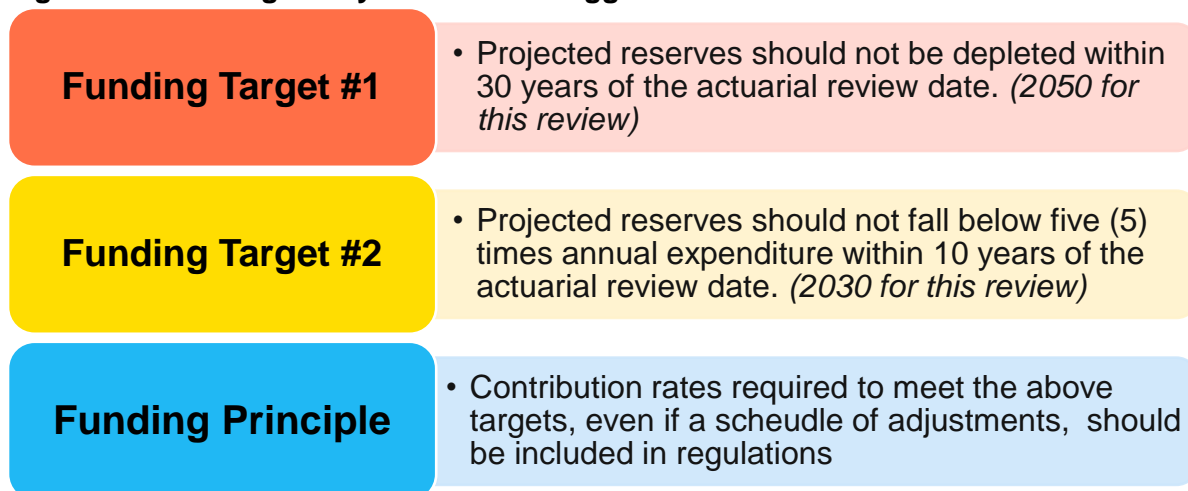 Funding Target #1
• Projected reserves should not be depleted within
30 years of the actuarial review date. (2050 for
this review)
Funding Target #2
• Projected reserves should not fall below five (5)
times annual expenditure within 10 years of the
actuarial review date. (2030 for this review)
Funding Principle
• Contribution rates required to meet the above
targets, even if a scheudle of adjustments,  should
be included in regulations